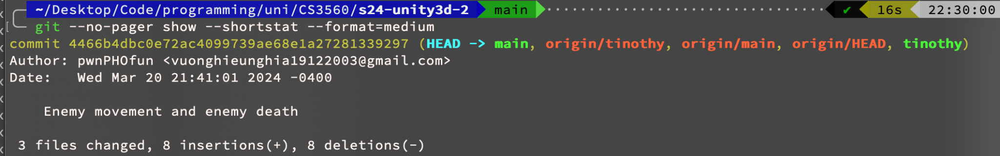 ~/Desktop/Code/programming/uni/CS3560/s24-unity3d-2 main ✔ 16s 22:30:00
git --no-pager show --shortstat --format=medium
commit 4466b4dbc0e72ac4099739ae68e1a27281339297 (HEAD -> main, origin/tinothy, origin/main, origin/HEAD, tinothy)
Author: pwnPHOfun <vuonghieunghia19122003@gmail.com>
Date:   Wed Mar 20 21:41:01 2024 -0400
Enemy movement and enemy death
3 files changed, 8 insertions(+), 8 deletions(-)